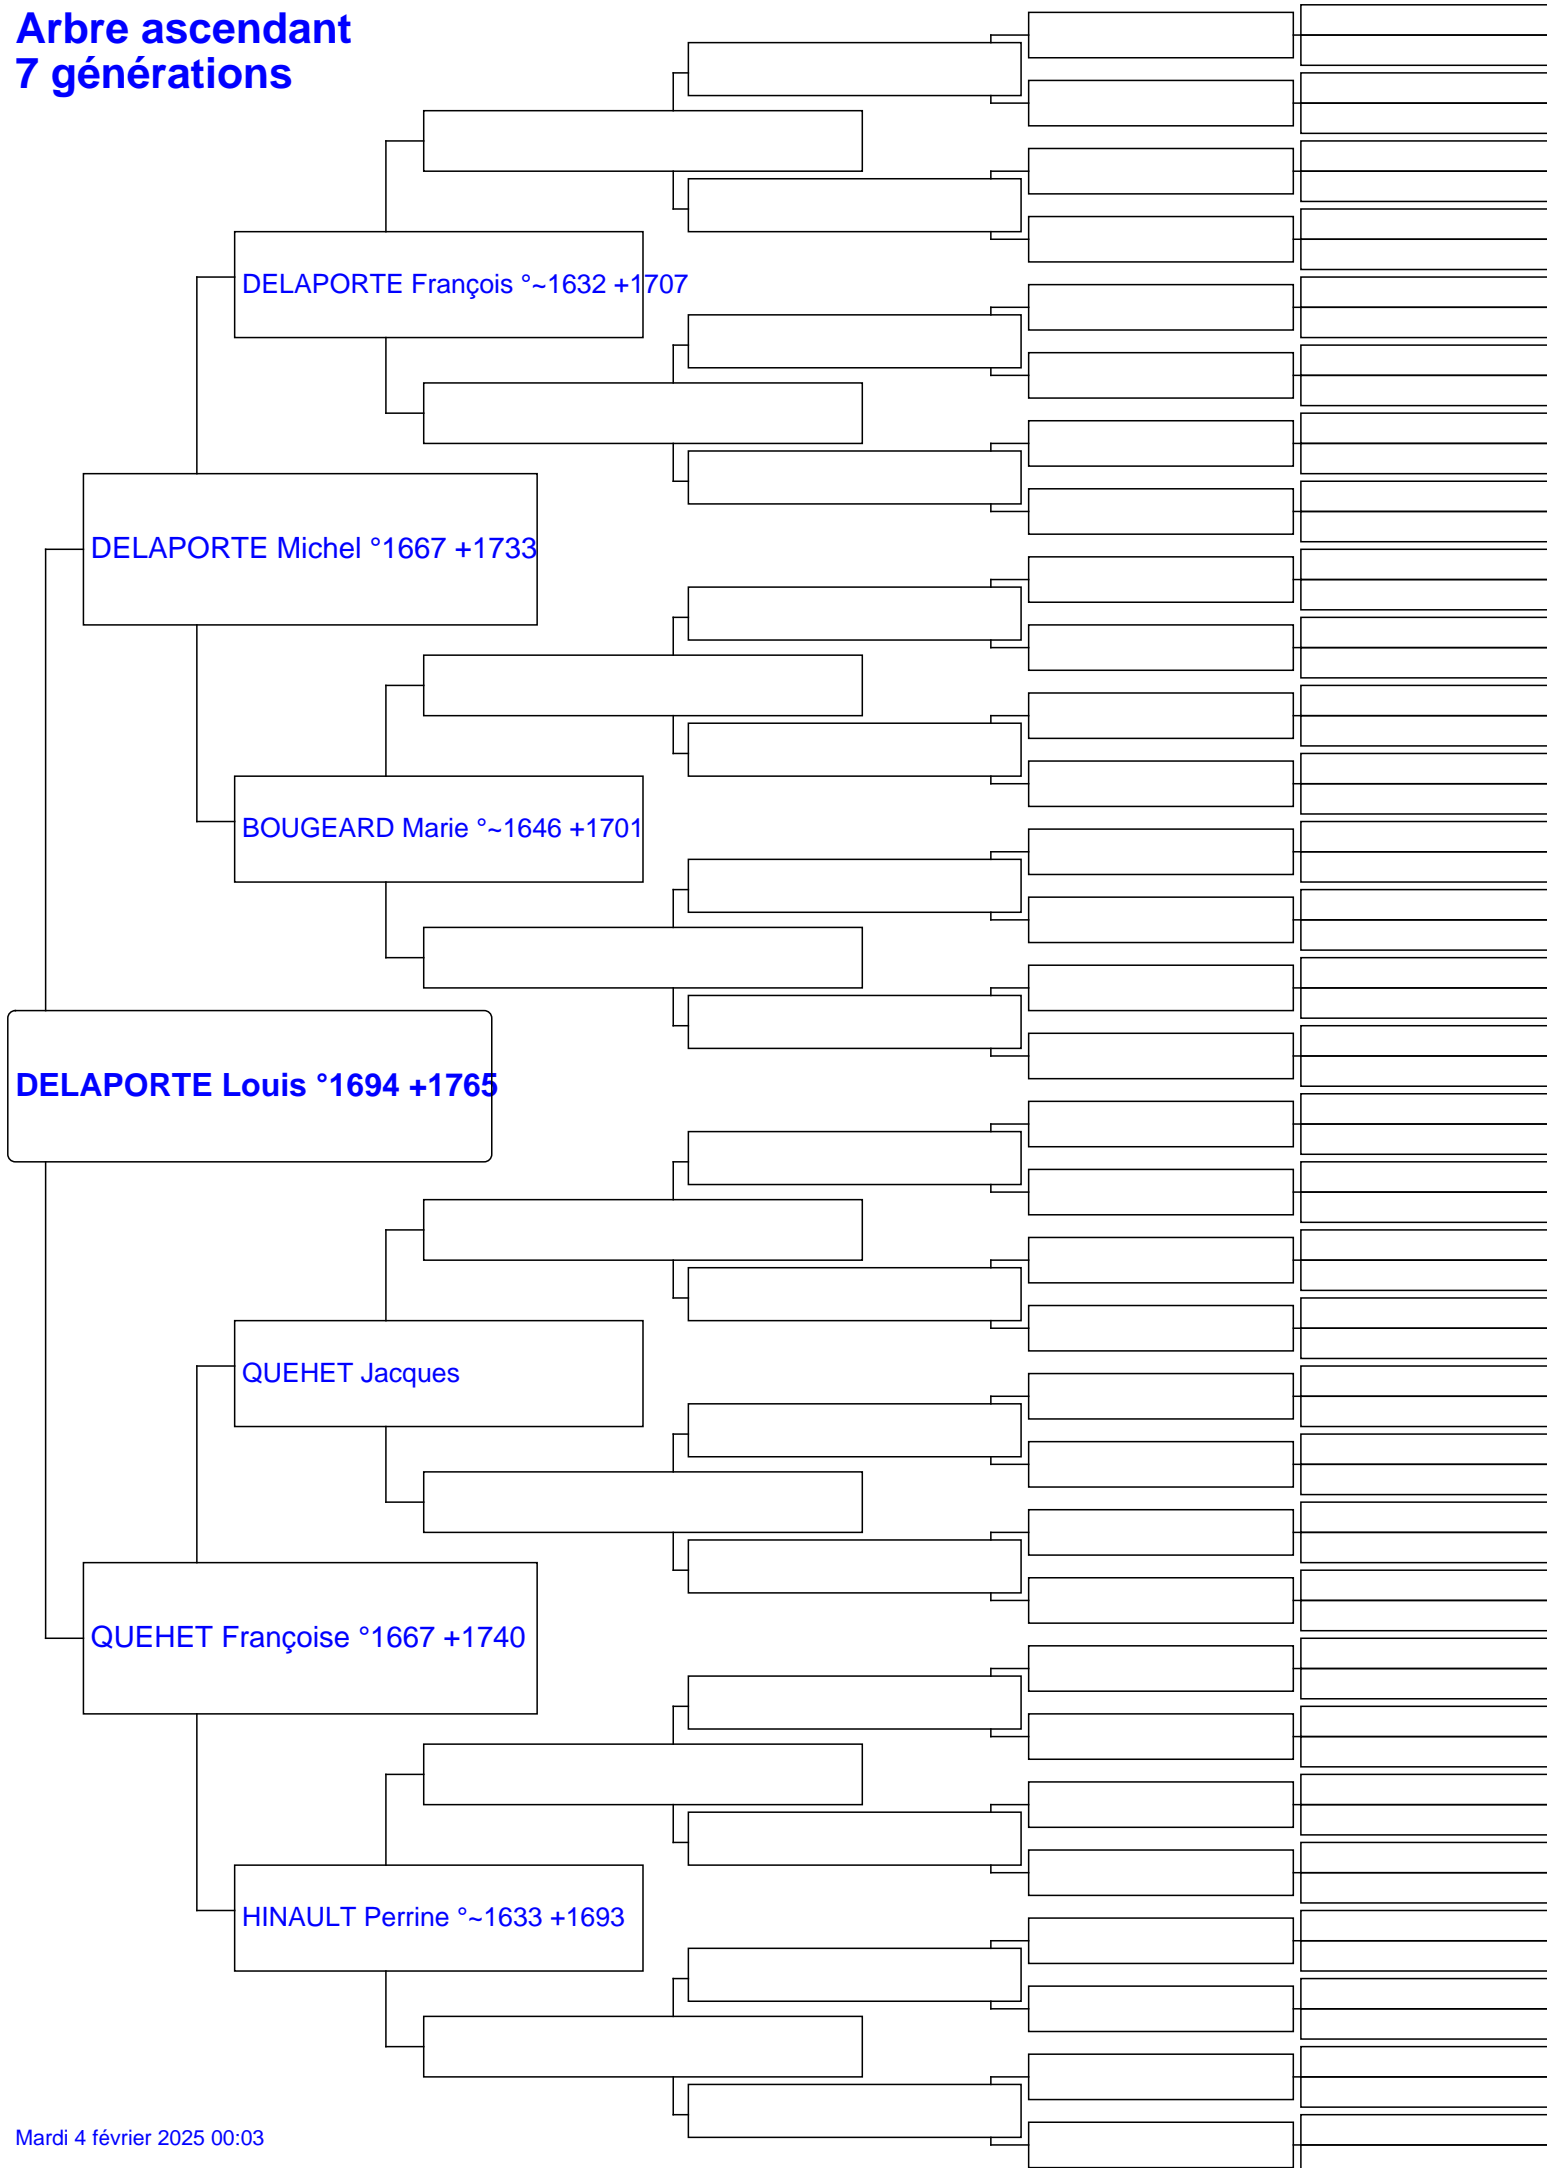 Arbre ascendant
7 générations
DELAPORTE François °~1632 +1707
DELAPORTE Michel °1667 +1733
BOUGEARD Marie °~1646 +1701
DELAPORTE Louis °1694 +1765
QUEHET Jacques
QUEHET Françoise °1667 +1740
HINAULT Perrine °~1633 +1693
Mardi 4 février 2025 00:03